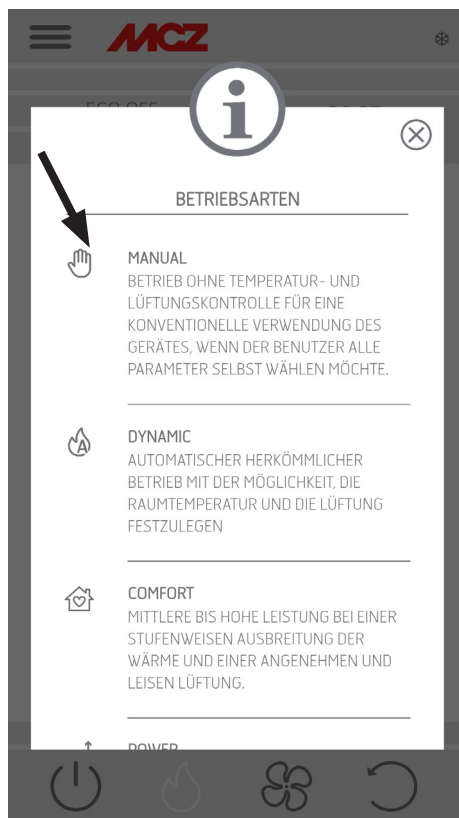 MCZ
ECO OFF
BETRIEBSARTEN
MANUAL
BETRIEB OHNE TEMPERATUR- UND
LÜFTUNGSKONTROLLE FÜR EINE
KONVENTIONELLE VERWENDUNG DES
GERÄTES, WENN DER BENUTZER ALLE
PARAMETER SELBST WÄHLEN MÖCHTE.
DYNAMIC
AUTOMATISCHER HERKÖMMLICHER
BETRIEB MIT DER MÖGLICHKEIT, DIE
RAUMTEMPERATUR UND DIE LÜFTUNG
FESTZULEGEN
COMFORT
MITTLERE BIS HOHE LEISTUNG BEI EINER
STUFENWEISEN AUSBREITUNG DER
WÄRME UND EINER ANGENEHMEN UND
LEISEN LÜFTUNG.
POWER